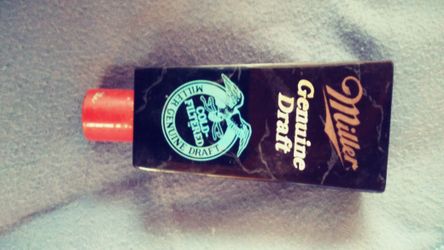 Miller
Genuine
Draft
COLD
FILTERED
MILLER GENUINE DRAFT